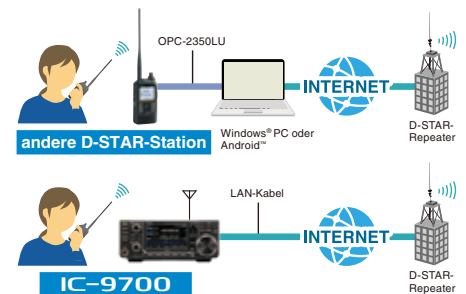 OPC-2350LU
INTERNET
andere D-STAR-Station
Windows® PC oder
Android™
D-STAR-
Repeater
LAN-Kabel
INTERNET
IC-9700
D-STAR-
Repeater